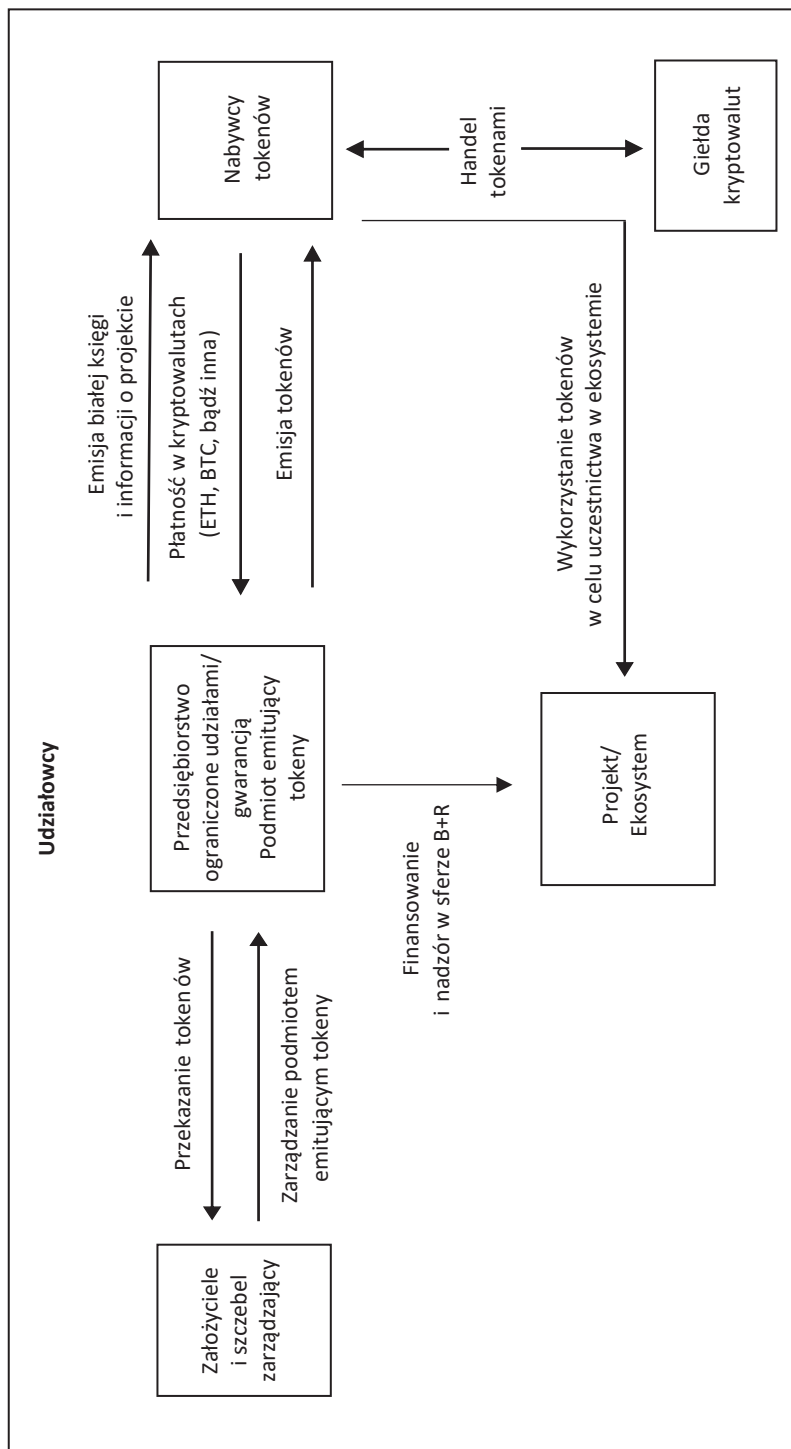 Udziałowcy
Założyciele
i szczebel
zarządzający
Przekazanie tokenów
Zarządzanie podmiotem
emitującym tokeny
Przedsiębiorstwo
ograniczone udziałami/
gwarancją
Podmiot emitujący
tokeny
Emisja białej księgi
i informacji o projekcie
Płatność w kryptowalutach
(ETH, BTC, bądź inna)
Emisja tokenów
Nabywcy
tokenów
Finansowanie
i nadzór w sferze B+R
Projekt/
Ekosystem
Wykorzystanie tokenów
w celu uczestnictwa w ekosystemie
Handel
tokenami
Giełda
kryptowalut